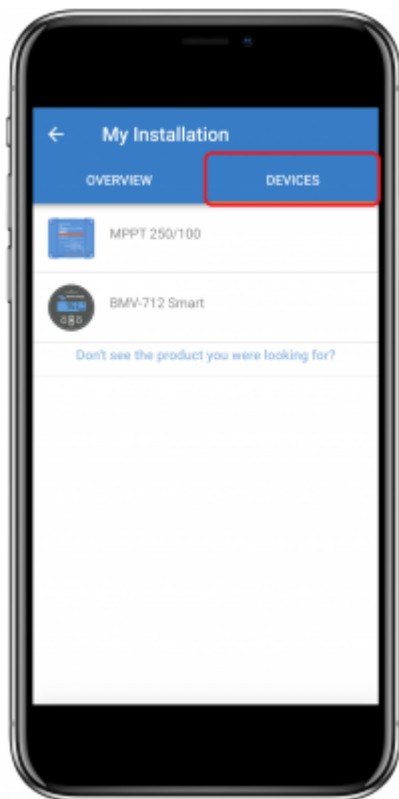 My Installation
OVERVIEW
DEVICES
MPPT 250/100
BMV-712 Smart
Don't see the product you were looking for?